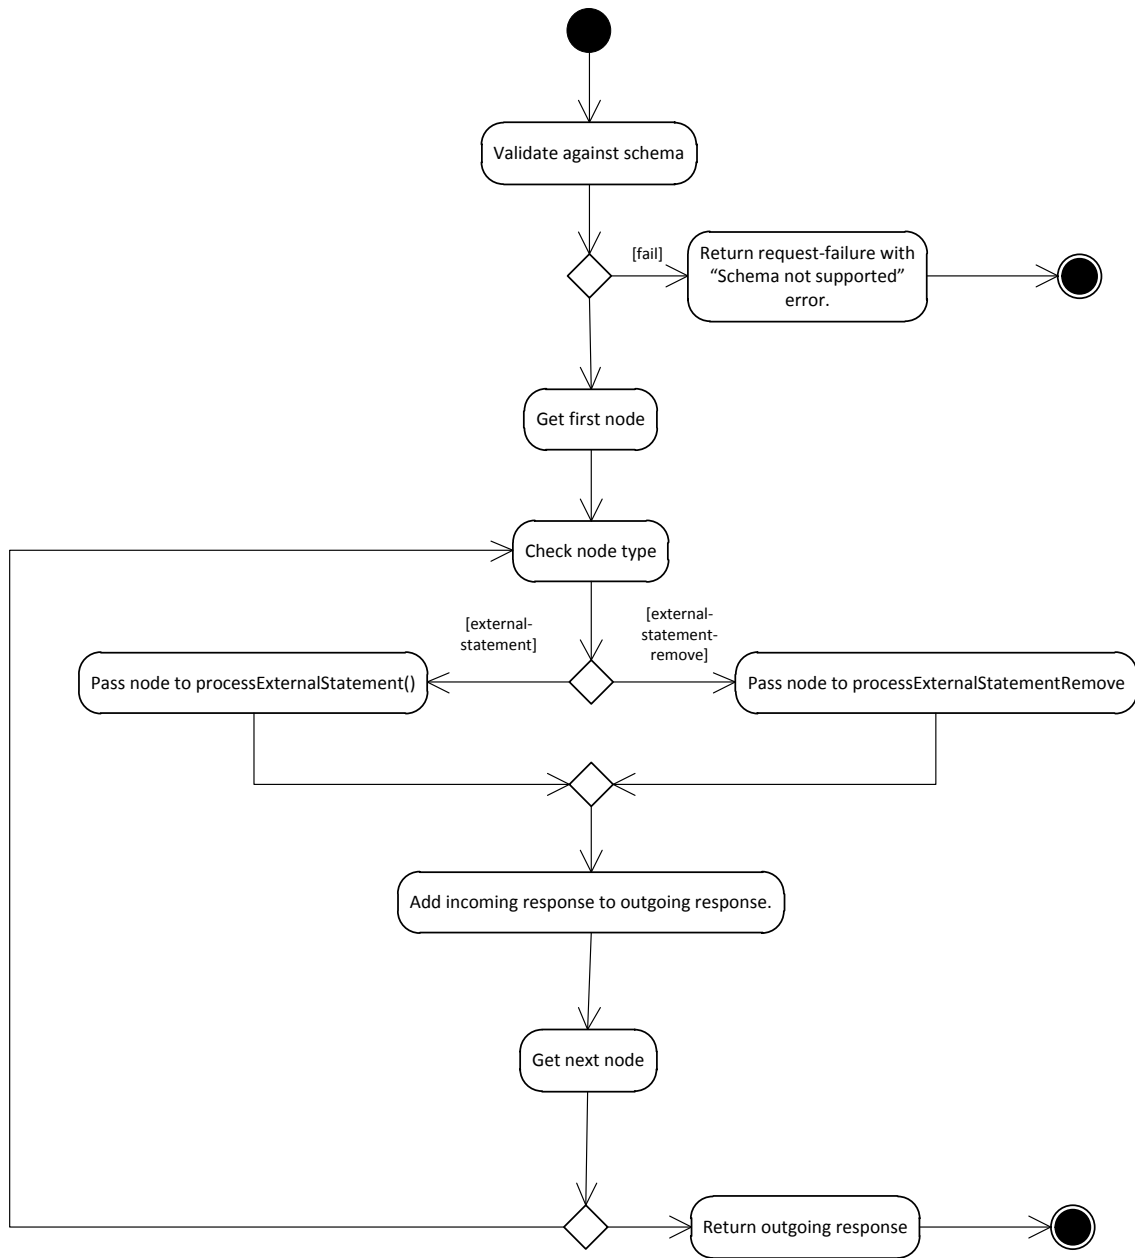 Validate against schema
[fail]
Return request-failure with
“Schema not supported”
error.
Get first node
Check node type
[external-
statement]
[external-
statement-
remove]
Pass node to processExternalStatement()
Pass node to processExternalStatementRemove
Add incoming response to outgoing response.
Get next node
Return outgoing response